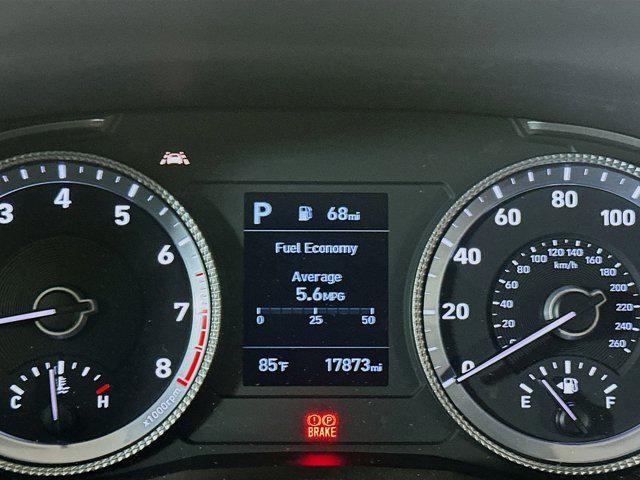 3 4 5 6 7 8
x1000rpm
C H
P 68mi
Fuel Economy
Average
5.6MPG
0 25 50
85°F 17873mi
! P
BRAKE
0 20 40 60 80 100
km/h
0 20 40 60 80 100 120 140 160 180 200 220 240 260
E F